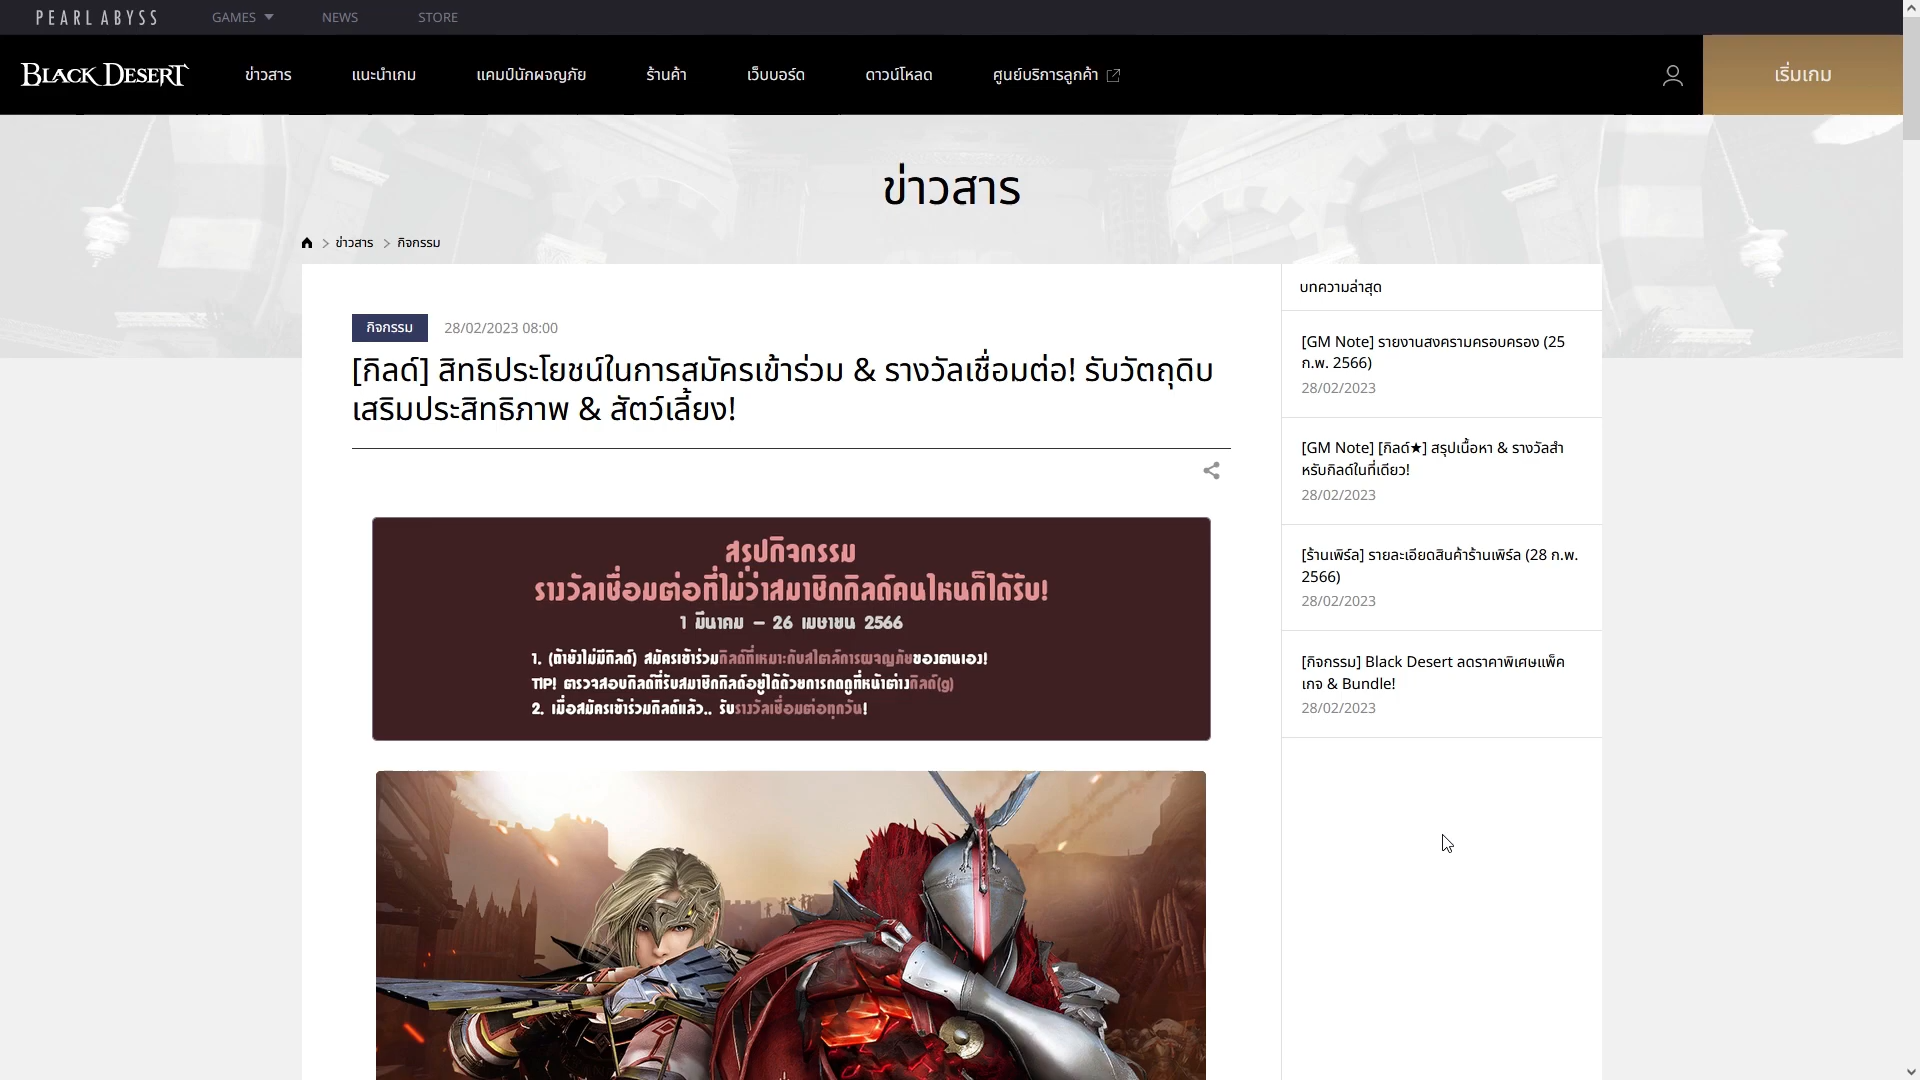 PEARL ABYSS
GAMES
NEWS
STORE
BLACK DESERT
ข่าวสาร
แนะนำเกม
แคมป์นักผจญภัย
ร้านค้า
เว็บบอร์ด
ดาวน์โหลด
ศูนย์บริการลูกค้า
เริ่มเกม
ข่าวสาร
ข่าวสาร
กิจกรรม
กิจกรรม
28/02/2023 08:00
[กิลด์] สิทธิประโยชน์ในการสมัครเข้าร่วม & รางวัลเชื่อมต่อ! รับวัตถุดิบ
เสริมประสิทธิภาพ & สัตว์เลี้ยง!
สรุปกิจกรรม
รางวัลเชื่อมต่อที่ไม่ว่าสมาชิกกิลด์คนไหนก็ได้รับ!
1 มีนาคม – 26 เมษายน 2566
1. (ถ้ายังไม่มีกิลด์) สมัครเข้าร่วมกิลด์ที่เหมาะกับสไตล์การผจญภัยของตนเอง!
TIP! ตรวจสอบกิลด์ที่รับสมาชิกกิลด์อยู่ได้ด้วยการกดดูที่หน้าต่างกิลด์(g)
2. เมื่อสมัครเข้าร่วมกิลด์แล้ว.. รับรางวัลเชื่อมต่อทุกวัน!
บทความล่าสุด
[GM Note] รายงานสงครามครอบครอง (25
ก.พ. 2566)
28/02/2023
[GM Note] [กิลด์★] สรุปเนื้อหา & รางวัลสำ
หรับกิลด์ในที่เดียว!
28/02/2023
[ร้านเพิร์ล] รายละเอียดสินค้าร้านเพิร์ล (28 ก.พ.
2566)
28/02/2023
[กิจกรรม] Black Desert ลดราคาพิเศษแพ็ค
เกจ & Bundle!
28/02/2023